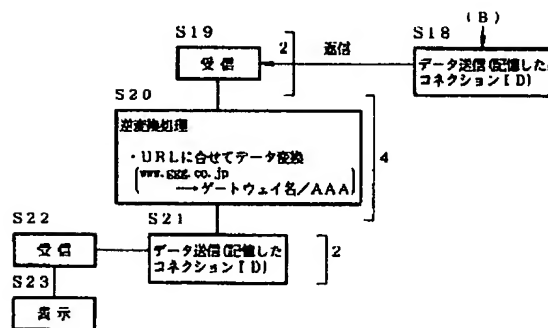 (B)
S19
S18
2
返信
受信
データ送信(記憶した
コネクションID)
S20
逆変換処理
・URLに合せてデータ変換
www.ggg.co.jp
→ゲートウェイ名/AAA
4
S22
S21
受信
データ送信(記憶した
コネクションID)
2
S23
表示